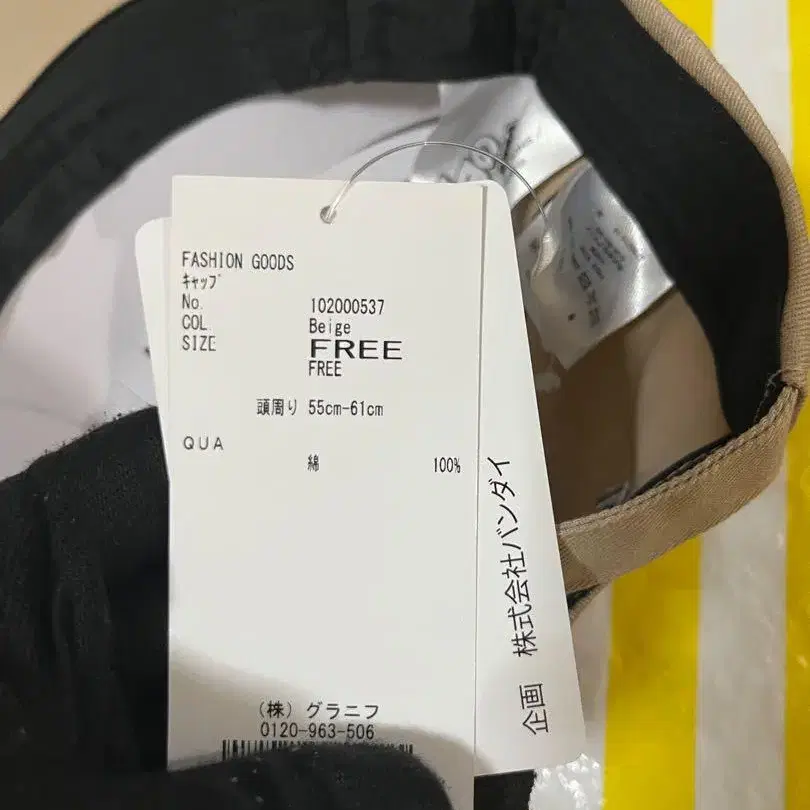 FASHION GOODS
ｷｬｯﾌﾟ
No. 102000537
COL Beige
SIZE FREE
FREE
頭周り 55cm-61cm
QUA
綿 100%
(株) グラニフ
0120-963-506
企画 株式会社バンダイ